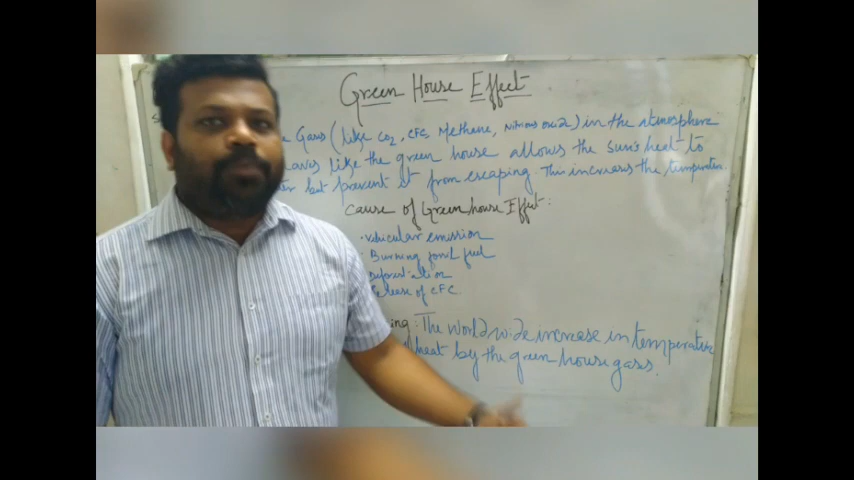 Green House Effect
Gases (like CO2, CFC, Methane, Nitrous oxide) in the atmosphere
like the green house allows the Sun's heat to
but prevent it from escaping This increases the temperature
Cause of Greenhouse Effect:
· Vehicular emission
· Burning fossil fuel
· Deforestation
Release of CFC.
The world wide increase in temperature
heat by the green house gases.